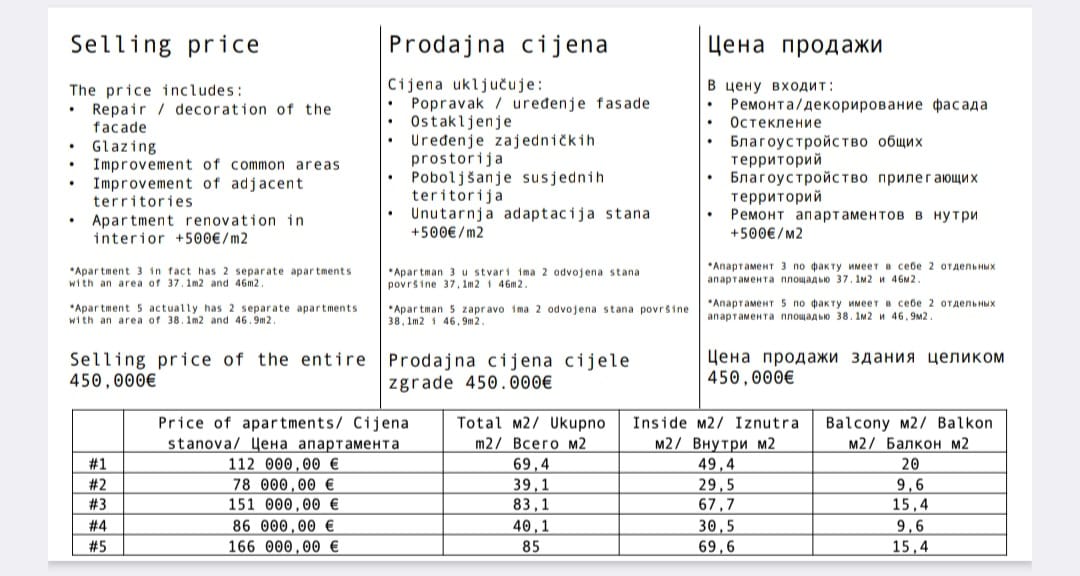 Selling price
The price includes:
• Repair / decoration of the
facade
• Glazing
• Improvement of common areas
• Improvement of adjacent
territories
• Apartment renovation in
interior +500€/m2
*Apartment 3 in fact has 2 separate apartments
with an area of 37.1m2 and 46m2.
*Apartment 5 actually has 2 separate apartments
with an area of 38.1m2 and 46.9m2.
Selling price of the entire
450,000€
Prodajna cijena
Cijena uključuje:
• Popravak / uređenje fasade
• Ostakljenje
• Uređenje zajedničkih
prostorija
• Poboljšanje susjednih
teritorija
• Unutarnja adaptacija stana
+500€/m2
*Apartman 3 u stvari ima 2 odvojena stana
površine 37,1m2 i 46m2.
*Apartman 5 zapravo ima 2 odvojena stana površine
38,1m2 i 46,9m2.
Prodajna cijena cijele
zgrade 450.000€
Цена продажи
В цену входит:
• Ремонта/декорирование фасада
• Остекление
• Благоустройство общих
территорий
• Благоустройство прилегающих
территорий
• Ремонт апартаментов в нутри
+500€/м2
*Апартамент 3 по факту имеет в себе 2 отдельных
апартамента площадью 37.1м2 и 46м2.
*Апартамент 5 по факту имеет в себе 2 отдельных
апартамента площадью 38.1м2 и 46,9м2.
Цена продажи здания целиком
450,000€
Price of apartments/ Cijena
stanova/ Цена апартамента
Total м2/ Ukupno
m2/ Всего м2
Inside м2/ Iznutra
м2/ Внутри м2
Balcony м2/ Balkon
м2/ Балкон м2
#1 112 000,00 € 69,4 49,4 20
#2 78 000,00 € 39,1 29,5 9,6
#3 151 000,00 € 83,1 67,7 15,4
#4 86 000,00 € 40,1 30,5 9,6
#5 166 000,00 € 85 69,6 15,4